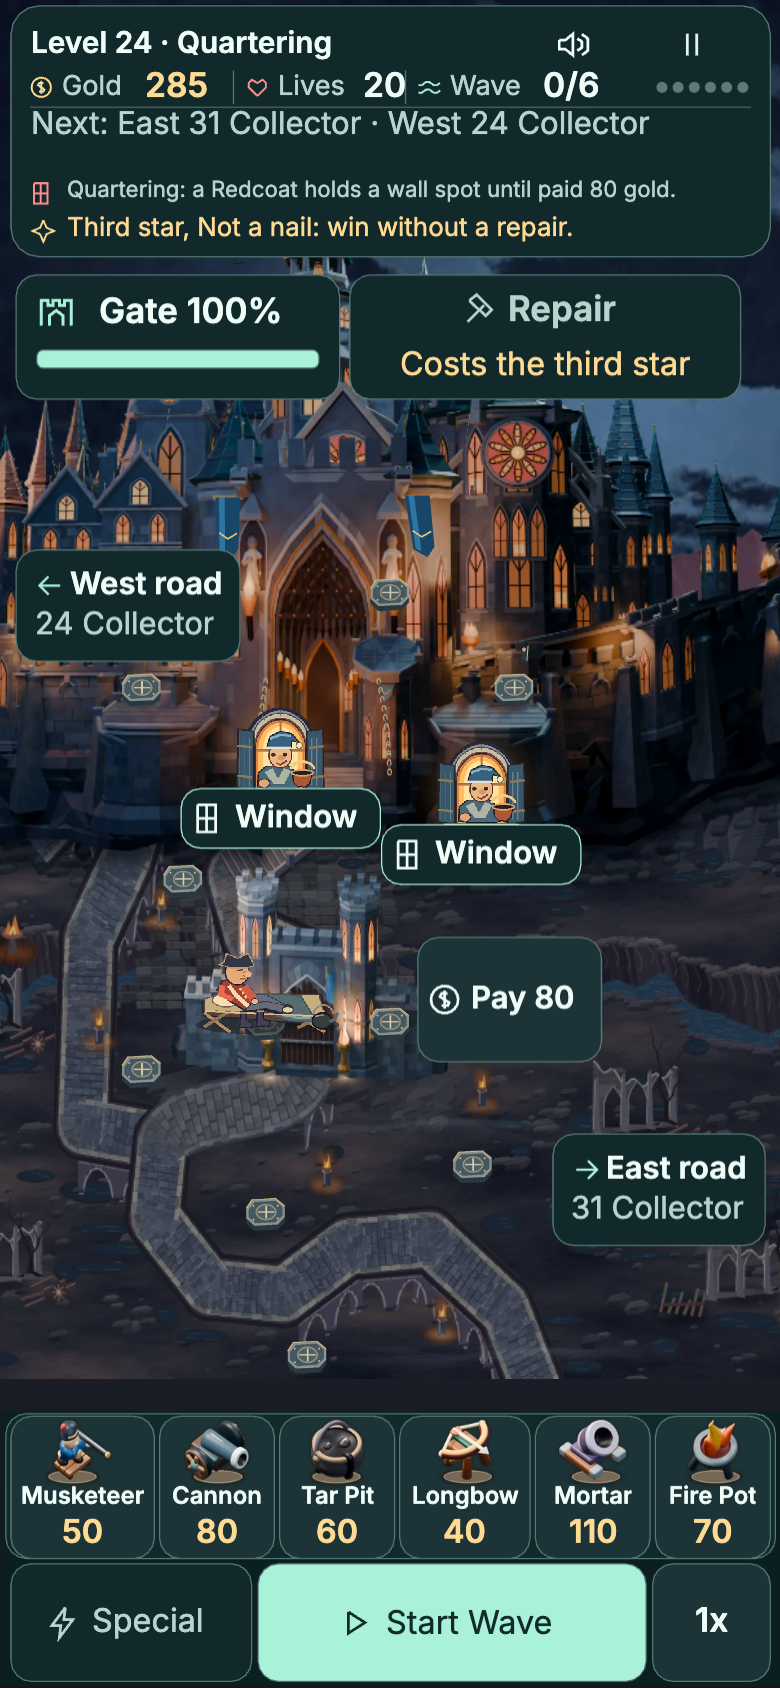 Level 24 · Quartering
Gold 285 Lives 20 Wave 0/6
Next: East 31 Collector · West 24 Collector
Quartering: a Redcoat holds a wall spot until paid 80 gold.
Third star, Not a nail: win without a repair.
Gate 100%
Repair
Costs the third star
← West road
24 Collector
Window
Window
Pay 80
→ East road
31 Collector
Musketeer Cannon Tar Pit Longbow Mortar Fire Pot
50 80 60 40 110 70
Special Start Wave 1x